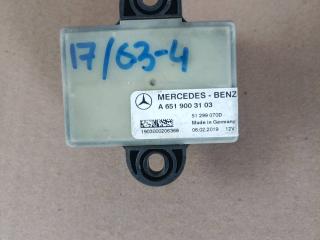 17/63-4
MERCEDES - BENZ
A 651 900 31 03
51 299 070D
Made in Germany
1903000206366
06.02.2019 12V